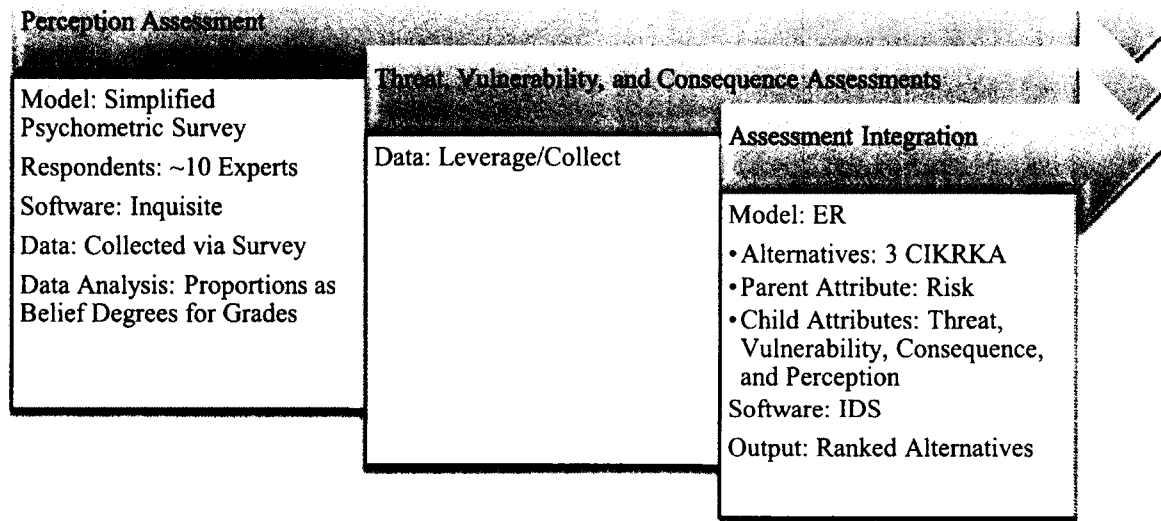 Perception Assessment
Model: Simplified
Psychometric Survey
Respondents: ~10 Experts
Software: Inquisite
Data: Collected via Survey
Data Analysis: Proportions as
Belief Degrees for Grades
Threat, Vulnerability, and Consequence Assessments
Data: Leverage/Collect
Assessment Integration
Model: ER
•Alternatives: 3 CIKRKA
•Parent Attribute: Risk
•Child Attributes: Threat,
Vulnerability, Consequence,
and Perception
Software: IDS
Output: Ranked Alternatives